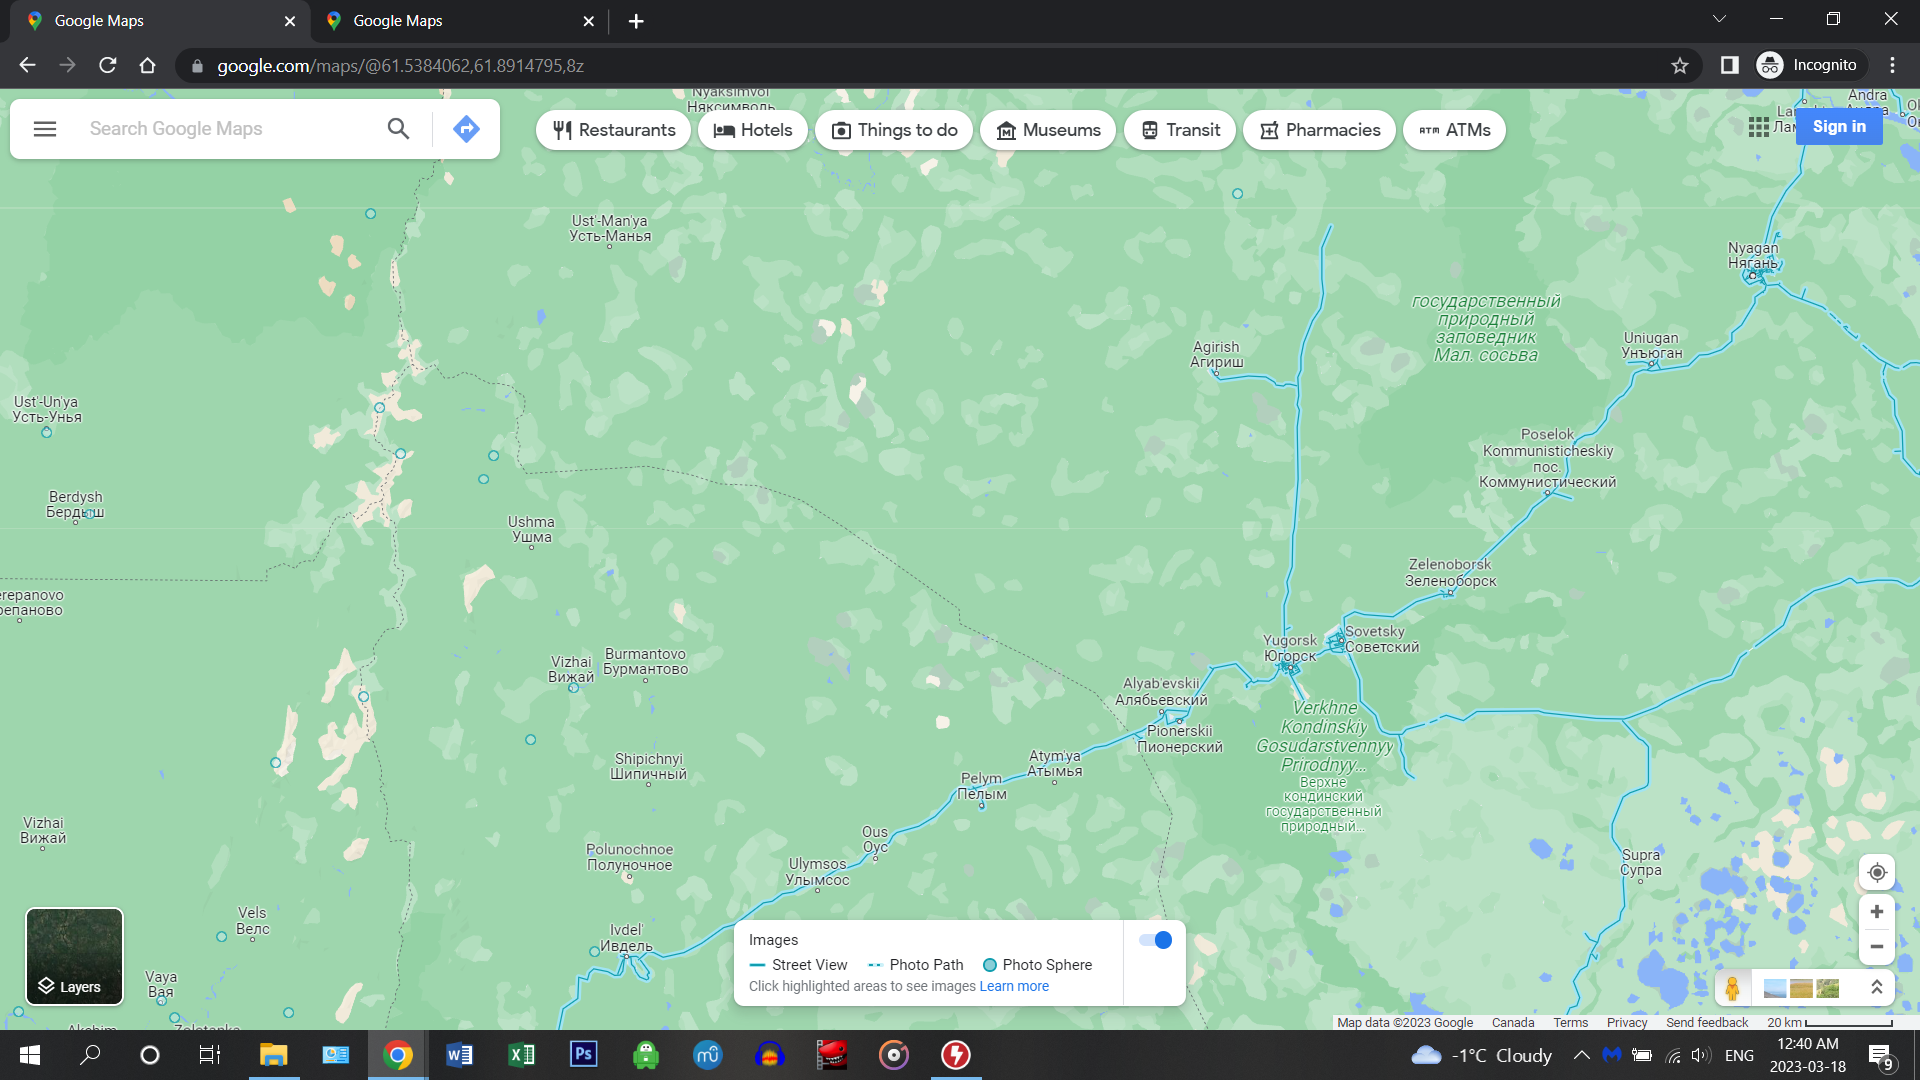 Google Maps
Google Maps
google.com/maps/@61.5384062,61.8914795,8z
Incognito
Search Google Maps
Restaurants
Hotels
Things to do
Museums
Transit
Pharmacies
ATM ATMs
Sign in
Nyaksimvol
Няксимволь
Andra
Ust'-Man'ya
Усть-Манья
Nyagan
Нягань
государственный
природный
заповедник
Мал. сосьва
Uniugan
Унъюган
Agirish
Агириш
Ust'-Un'ya
Усть-Унья
Poselok
Kommunisticheskiy
пос.
Коммунистический
Berdysh
Бердыш
Ushma
Ушма
Zelenoborsk
Зеленоборск
erepanovo
репаново
Yugorsk
Югорск
Sovetsky
Советский
Vizhai
Вижай
Burmantovo
Бурмантово
Alyab'evskii
Алябьевский
Pionerskii
Пионерский
Verkhne
Kondinskiy
Gosudarstvennyy
Prirodnyy...
Верхне
кондинский
государственный
природный...
Shipichnyi
Шипичный
Atym'ya
Атымья
Pelym
Пелым
Vizhai
Вижай
Ous
Оус
Polunochnoe
Полуночное
Ulymsos
Улымсос
Supra
Супра
Vels
Велс
Ivdel'
Ивдель
Vaya
Вая
Layers
Images
Street View
Photo Path
Photo Sphere
Click highlighted areas to see images Learn more
Map data ©2023 Google
Canada
Terms
Privacy
Send feedback
20 km
-1°C Cloudy
ENG
12:40 AM
2023-03-18
9